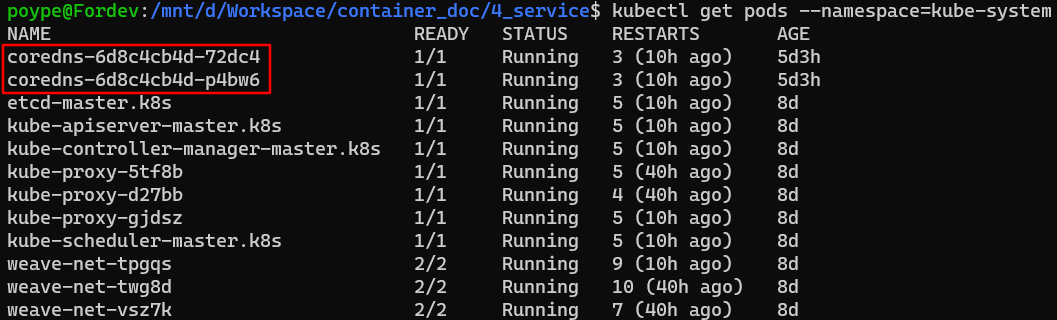 poype@Fordev:/mnt/d/Workspace/container_doc/4_service$ kubectl get pods --namespace=kube-system
NAME READY STATUS RESTARTS AGE
coredns-6d8c4cb4d-72dc4 1/1 Running 3 (10h ago) 5d3h
coredns-6d8c4cb4d-p4bw6 1/1 Running 3 (10h ago) 5d3h
etcd-master.k8s 1/1 Running 5 (10h ago) 8d
kube-apiserver-master.k8s 1/1 Running 5 (10h ago) 8d
kube-controller-manager-master.k8s 1/1 Running 5 (10h ago) 8d
kube-proxy-5tf8b 1/1 Running 5 (40h ago) 8d
kube-proxy-d27bb 1/1 Running 4 (40h ago) 8d
kube-proxy-gjdsz 1/1 Running 5 (10h ago) 8d
kube-scheduler-master.k8s 1/1 Running 5 (10h ago) 8d
weave-net-tpgqs 2/2 Running 9 (10h ago) 8d
weave-net-twg8d 2/2 Running 10 (40h ago) 8d
weave-net-vsz7k 2/2 Running 7 (40h ago) 8d